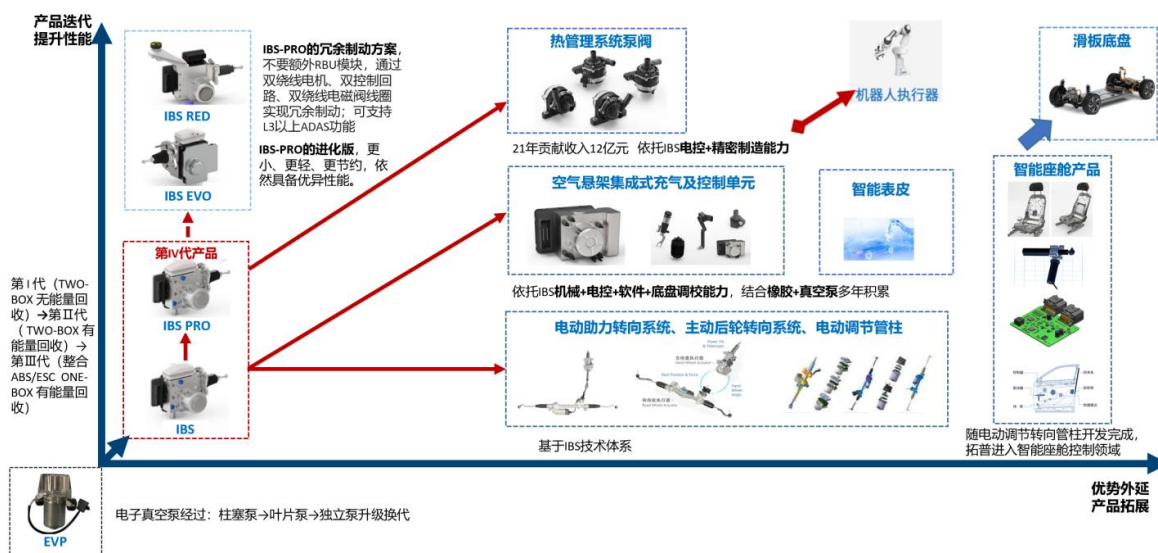 产品迭代
提升性能
IBS RED
IBS EVO
IBS-PRO的冗余制动方案，
不要额外RBU模块，通过
双绕线电机、双控制回
路、双绕线电磁阀线圈
实现冗余制动；可支持
L3以上ADAS功能
IBS-PRO的进化版，更
小、更轻、更节约，依
然具备优异性能。
热管理系统泵阀
21年贡献收入12亿元 依托IBS电控+精密制造能力
机器人执行器
滑板底盘
第IV代产品
IBS PRO
IBS
第Ⅰ代（TWO-
BOX 无能量回
收）→第Ⅱ代
（TWO-BOX 有
能量回收）→
第Ⅲ代（整合
ABS/ESC ONE-
BOX 有能量回
收）
空气悬架集成式充气及控制单元
智能表皮
依托IBS机械+电控+软件+底盘调校能力，结合橡胶+真空泵多年积累
智能座舱产品
电动助力转向系统、主动后轮转向系统、电动调节管柱
基于IBS技术体系
随电动调节转向管柱开发完成，
拓普进入智能座舱控制领域
优势外延
产品拓展
EVP
电子真空泵经过：柱塞泵→叶片泵→独立泵升级换代